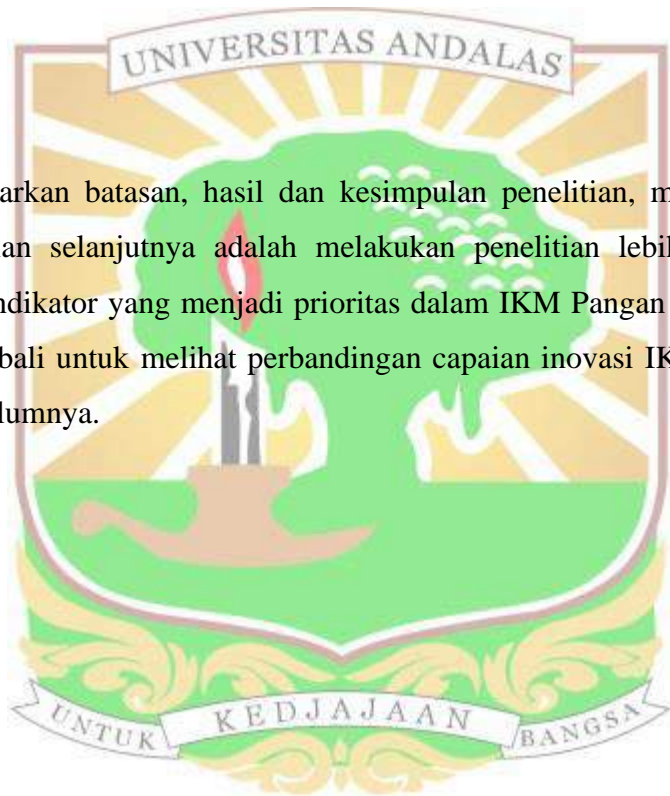 UNIVERSITAS ANDALAS
arkan batasan, hasil dan kesimpulan penelitian, m
an selanjutnya adalah melakukan penelitian lebil
ndikator yang menjadi prioritas dalam IKM Pangan
bali untuk melihat perbandingan capaian inovasi IK
lumnya.
UNTUK KEDJAJAAN BANGSA